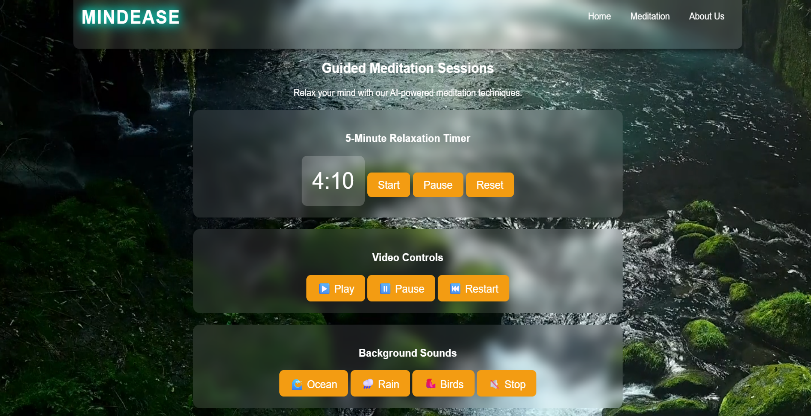 MINDEASE
Home Meditation About Us
Guided Meditation Sessions
Relax your mind with our AI-powered meditation techniques.
5-Minute Relaxation Timer
4:10 Start Pause Reset
Video Controls
Play Pause Restart
Background Sounds
Ocean Rain Birds Stop